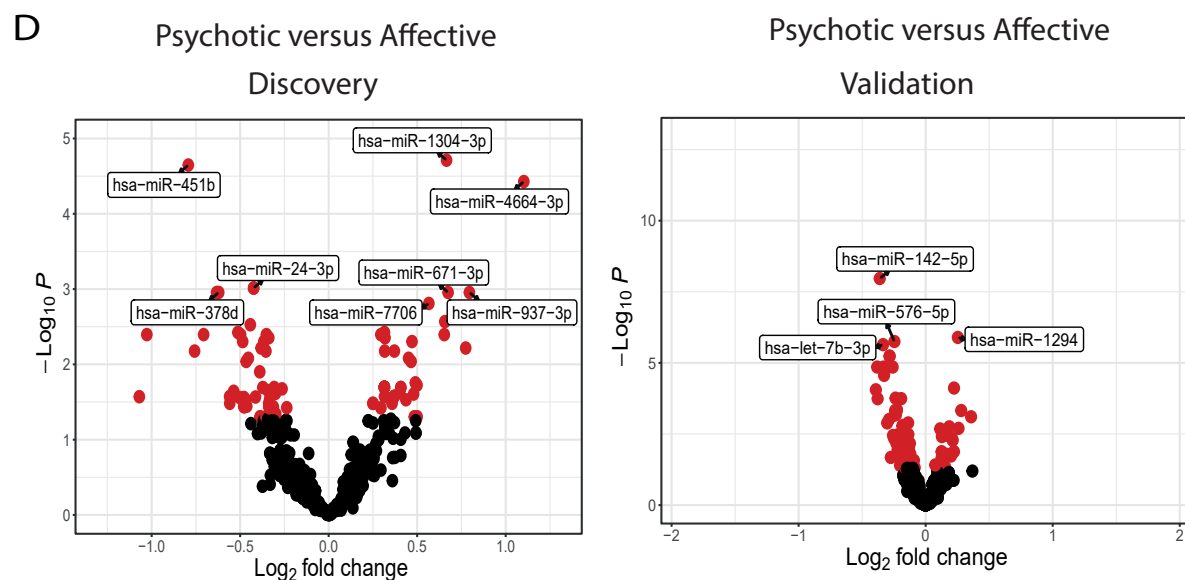 D
Psychotic versus Affective
Discovery
hsa−miR−1304−3p
hsa−miR−451b
hsa−miR−4664−3p
hsa−miR−24−3p
hsa−miR−671−3p
hsa−miR−378d
hsa−miR−7706
hsa−miR−937−3p
5
4
3
2
1
0
−Log10 P
−1.0
−0.5
0.0
0.5
1.0
Log2 fold change
Psychotic versus Affective
Validation
hsa−miR−142−5p
hsa−miR−576−5p
hsa−let−7b−3p
hsa−miR−1294
10
5
0
−Log10 P
−2
−1
0
1
2
Log2 fold change